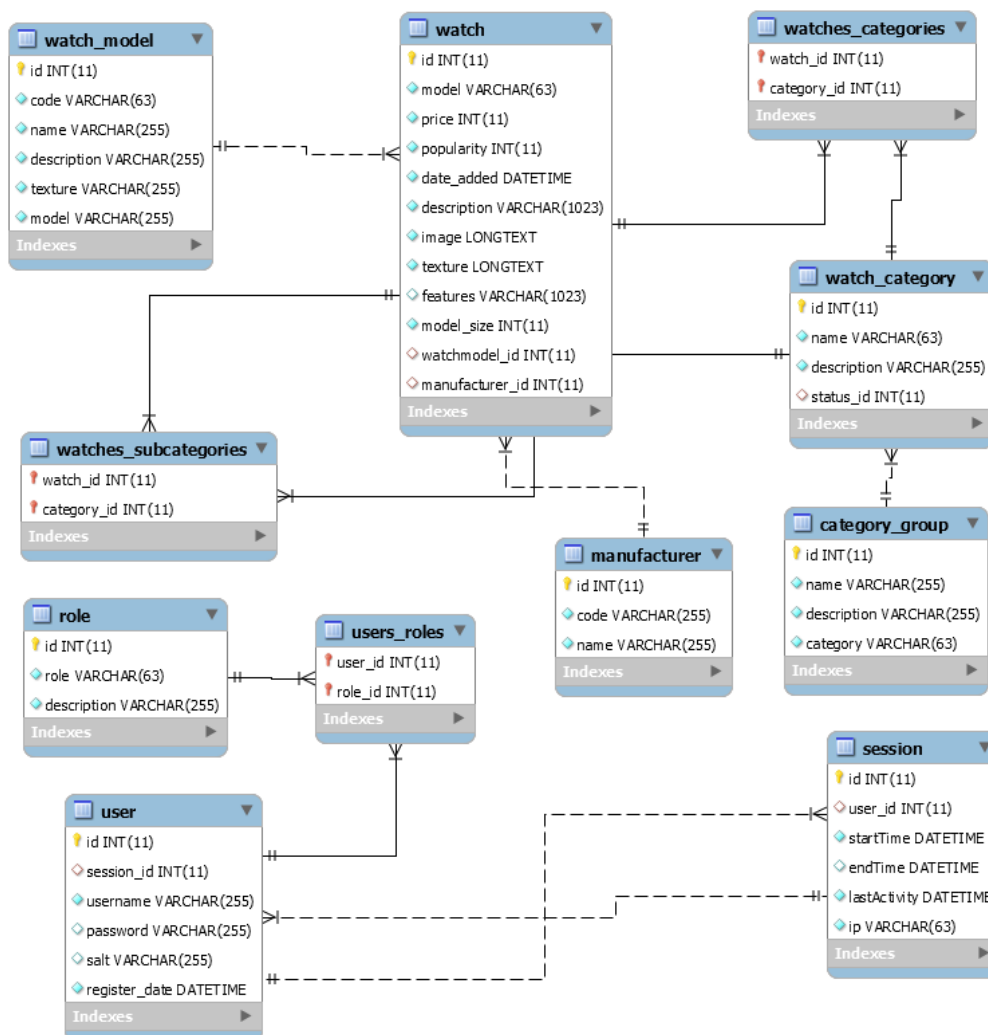 watch_model
id INT(11)
code VARCHAR(63)
name VARCHAR(255)
description VARCHAR(255)
texture VARCHAR(255)
model VARCHAR(255)
Indexes
watch
id INT(11)
model VARCHAR(63)
price INT(11)
popularity INT(11)
date_added DATETIME
description VARCHAR(1023)
image LONGTEXT
texture LONGTEXT
features VARCHAR(1023)
model_size INT(11)
watchmodel_id INT(11)
manufacturer_id INT(11)
Indexes
watches_categories
watch_id INT(11)
category_id INT(11)
Indexes
watch_category
id INT(11)
name VARCHAR(63)
description VARCHAR(255)
status_id INT(11)
Indexes
watches_subcategories
watch_id INT(11)
category_id INT(11)
Indexes
manufacturer
id INT(11)
code VARCHAR(255)
name VARCHAR(255)
Indexes
category_group
id INT(11)
name VARCHAR(255)
description VARCHAR(255)
category VARCHAR(63)
Indexes
role
id INT(11)
role VARCHAR(63)
description VARCHAR(255)
Indexes
users_roles
user_id INT(11)
role_id INT(11)
Indexes
user
id INT(11)
session_id INT(11)
username VARCHAR(255)
password VARCHAR(255)
salt VARCHAR(255)
register_date DATETIME
Indexes
session
id INT(11)
user_id INT(11)
startTime DATETIME
endTime DATETIME
lastActivity DATETIME
ip VARCHAR(63)
Indexes